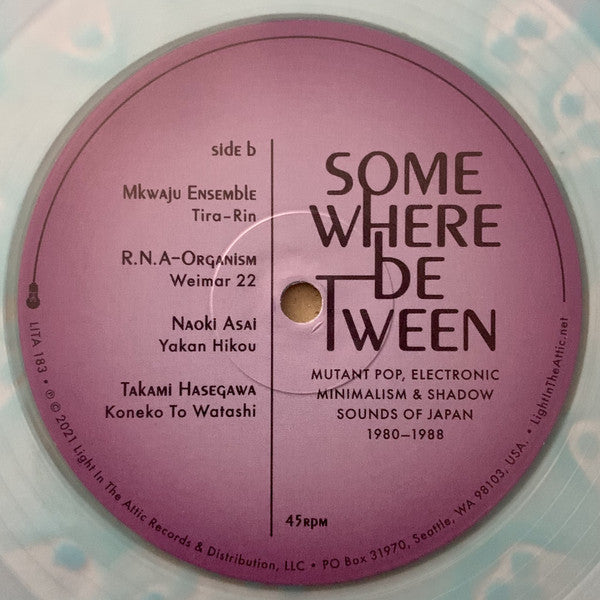 side b
Mkwaju Ensemble
Tira-Rin
R.N.A-Organism
Weimar 22
Naoki Asai
Yakan Hikou
Takami Hasegawa
Koneko To Watashi
SOME
WHERE
BE
TWEEN
MUTANT POP, ELECTRONIC
MINIMALISM & SHADOW
SOUNDS OF JAPAN
1980–1988
45RPM
LITA 183 • ℗ © 2021 Light In The Attic Records & Distribution, LLC • PO Box 31970, Seattle, WA 98103, USA. • LightInTheAttic.net